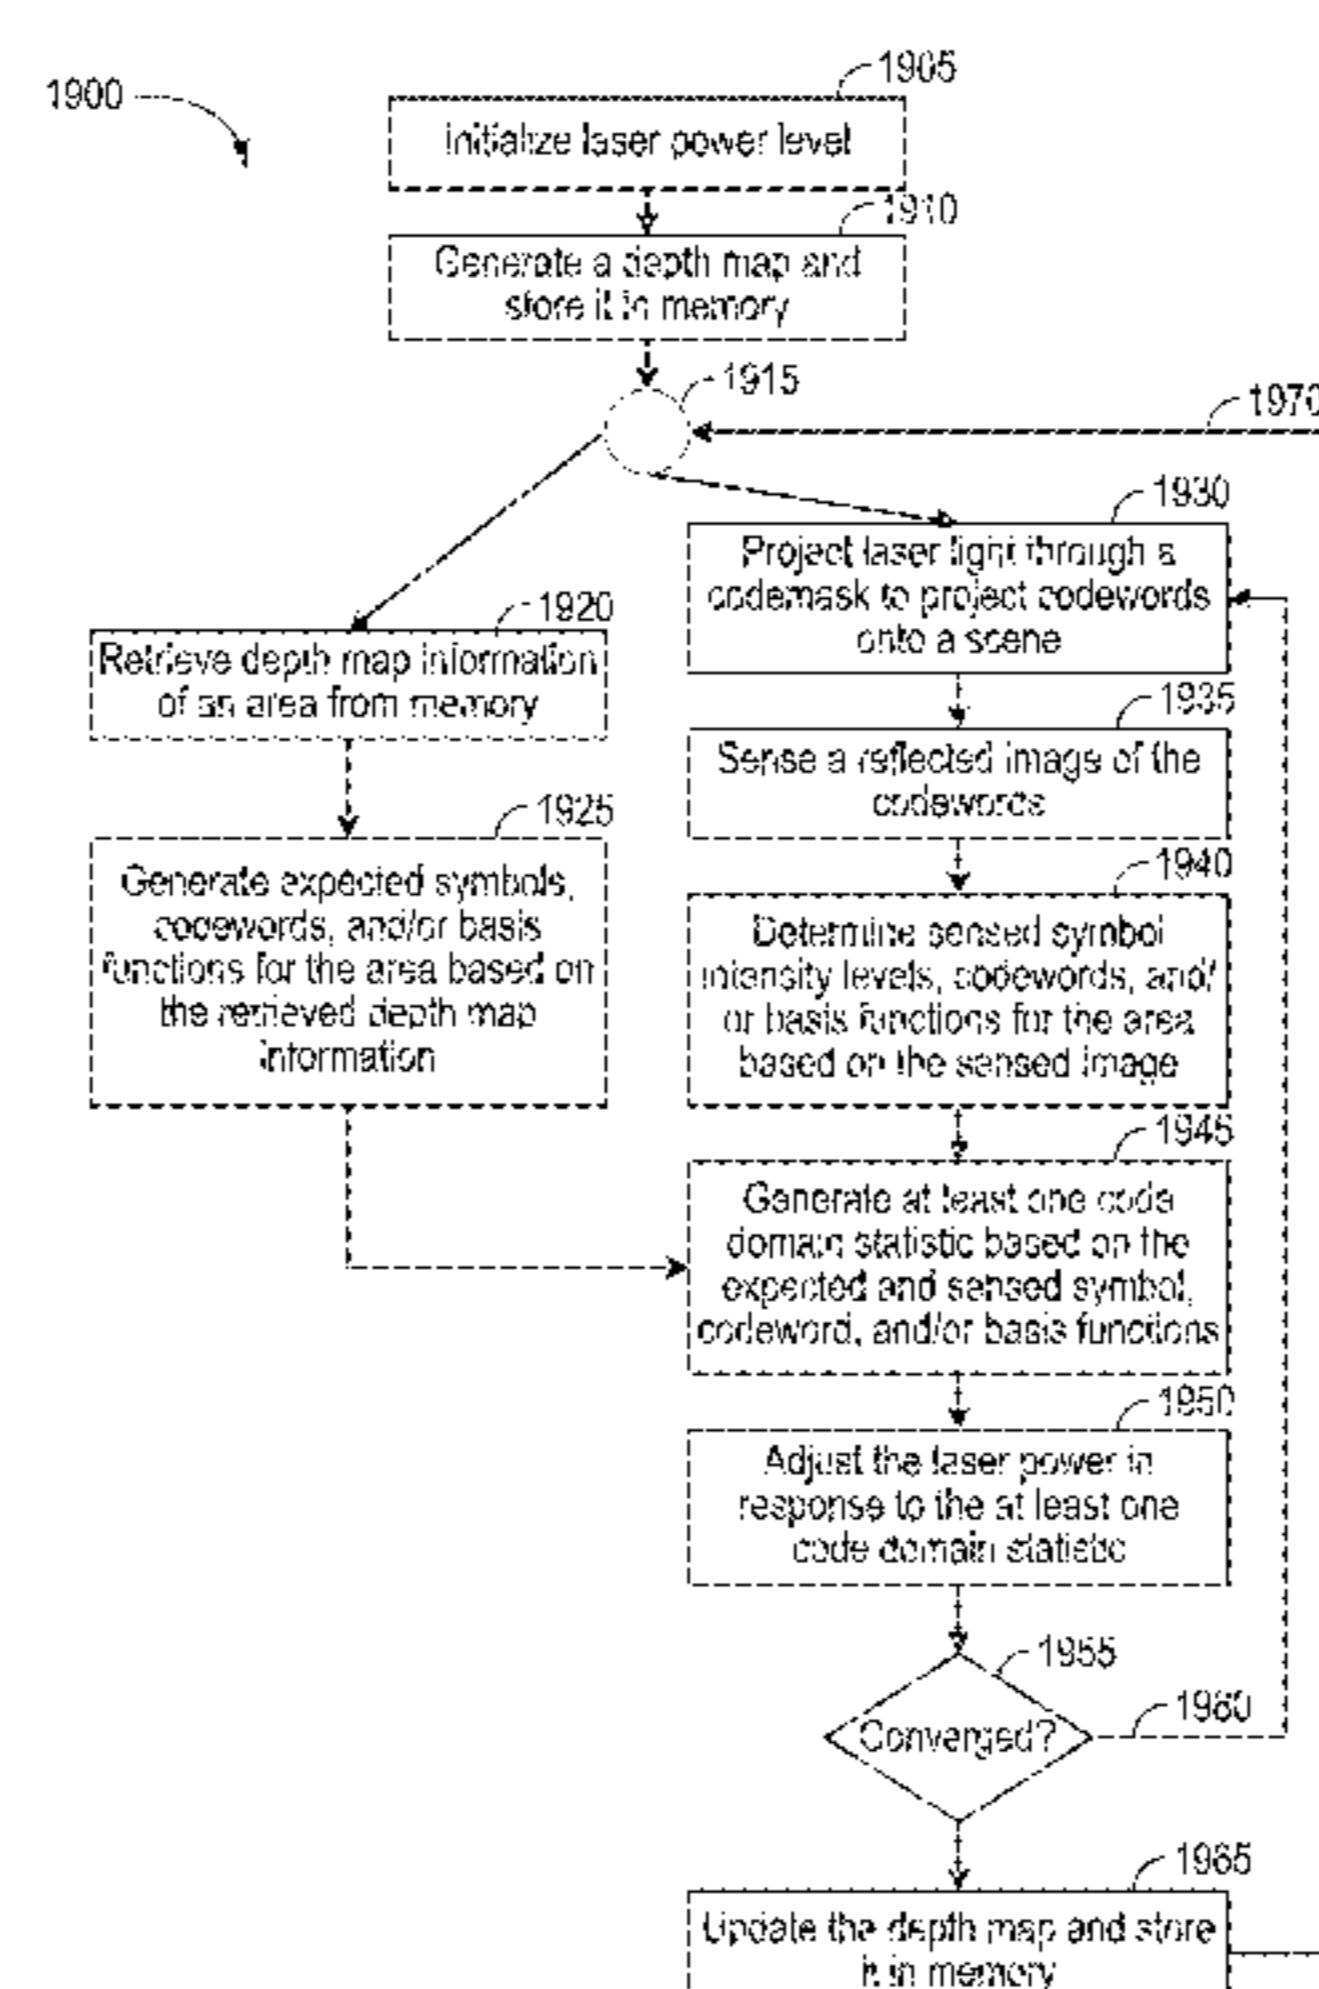 1900
1905
Initialize laser power level
1910
Generate a depth map and
store it in memory
1915
1970
1920
Retrieve depth map information
of an area from memory
1925
Generate expected symbols,
codewords, and/or basis
functions for the area based on
the retrieved depth map
information
1930
Project laser light through a
codemask to project codewords
onto a scene
1935
Sense a reflected image of the
codewords
1940
Determine sensed symbol
intensity levels, codewords, and/
or basis functions for the area
based on the sensed image
1945
Generate at least one code
domain statistic based on the
expected and sensed symbol,
codeword, and/or basis functions
1950
Adjust the laser power in
response to the at least one
code domain statistic
1955
Converged?
1960
1965
Update the depth map and store
it in memory